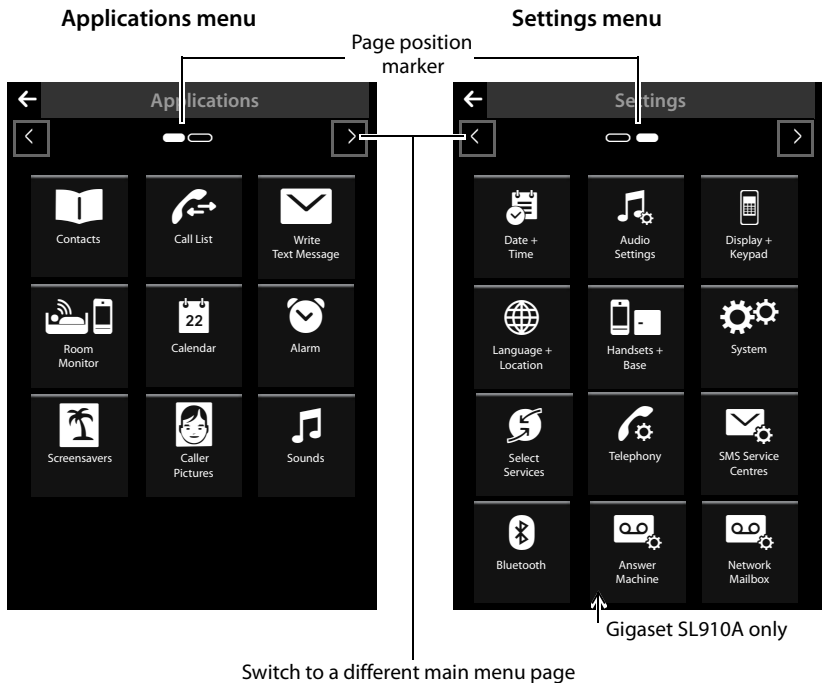 Applications menu
Settings menu
Page position
marker
Applications
Contacts
Call List
Write
Text Message
Room
Monitor
22
Calendar
Alarm
Screensavers
Caller
Pictures
Sounds
Settings
Date +
Time
Audio
Settings
Display +
Keypad
Language +
Location
Handsets +
Base
System
Select
Services
Telephony
SMS Service
Centres
Bluetooth
Answer
Machine
Network
Mailbox
Gigaset SL910A only
Switch to a different main menu page